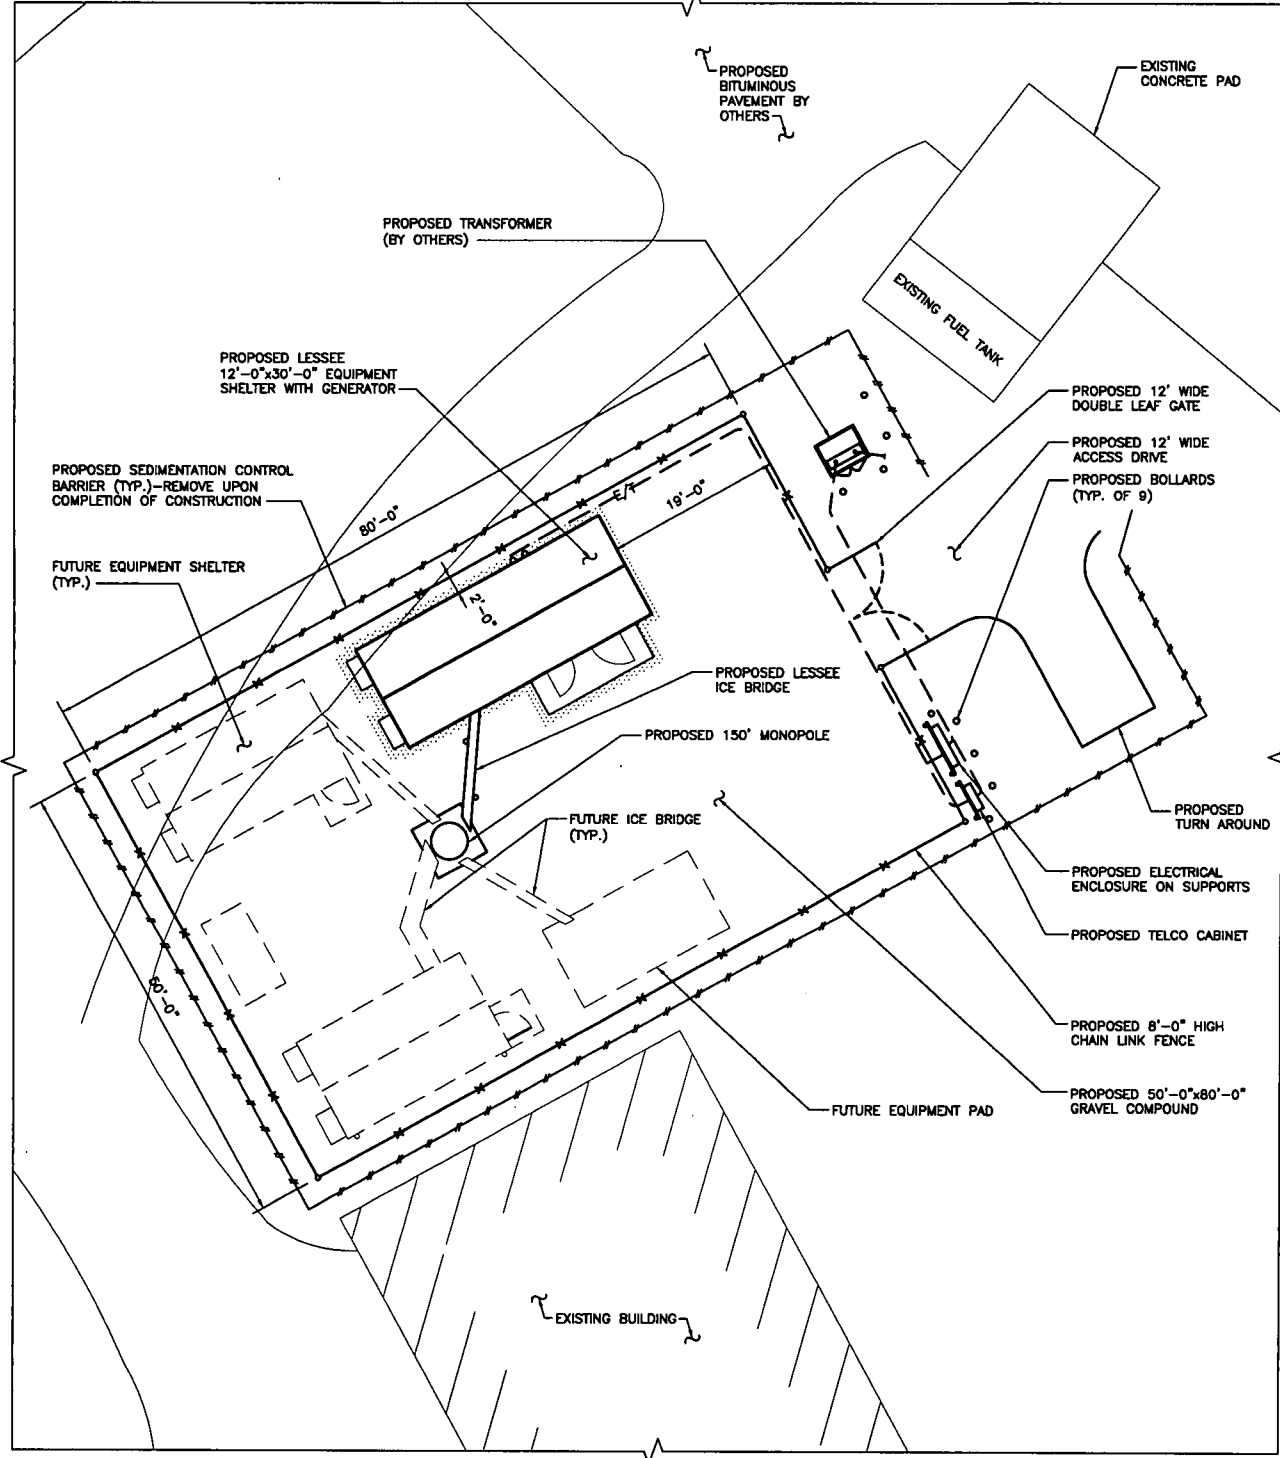 PROPOSED
BITUMINOUS
PAVEMENT BY
OTHERS
EXISTING
CONCRETE PAD
PROPOSED TRANSFORMER
(BY OTHERS)
EXISTING FUEL TANK
PROPOSED LESSEE
12'-0"x30'-0" EQUIPMENT
SHELTER WITH GENERATOR
PROPOSED 12' WIDE
DOUBLE LEAF GATE
PROPOSED 12' WIDE
ACCESS DRIVE
PROPOSED BOLLARDS
(TYP. OF 9)
PROPOSED SEDIMENTATION CONTROL
BARRIER (TYP.)-REMOVE UPON
COMPLETION OF CONSTRUCTION
80'-0"
E/T
19'-0"
FUTURE EQUIPMENT SHELTER
(TYP.)
2'-0"
PROPOSED LESSEE
ICE BRIDGE
PROPOSED 150' MONOPOLE
FUTURE ICE BRIDGE
(TYP.)
PROPOSED
TURN AROUND
PROPOSED ELECTRICAL
ENCLOSURE ON SUPPORTS
PROPOSED TELCO CABINET
PROPOSED 8'-0" HIGH
CHAIN LINK FENCE
PROPOSED 50'-0"x80'-0"
GRAVEL COMPOUND
FUTURE EQUIPMENT PAD
EXISTING BUILDING